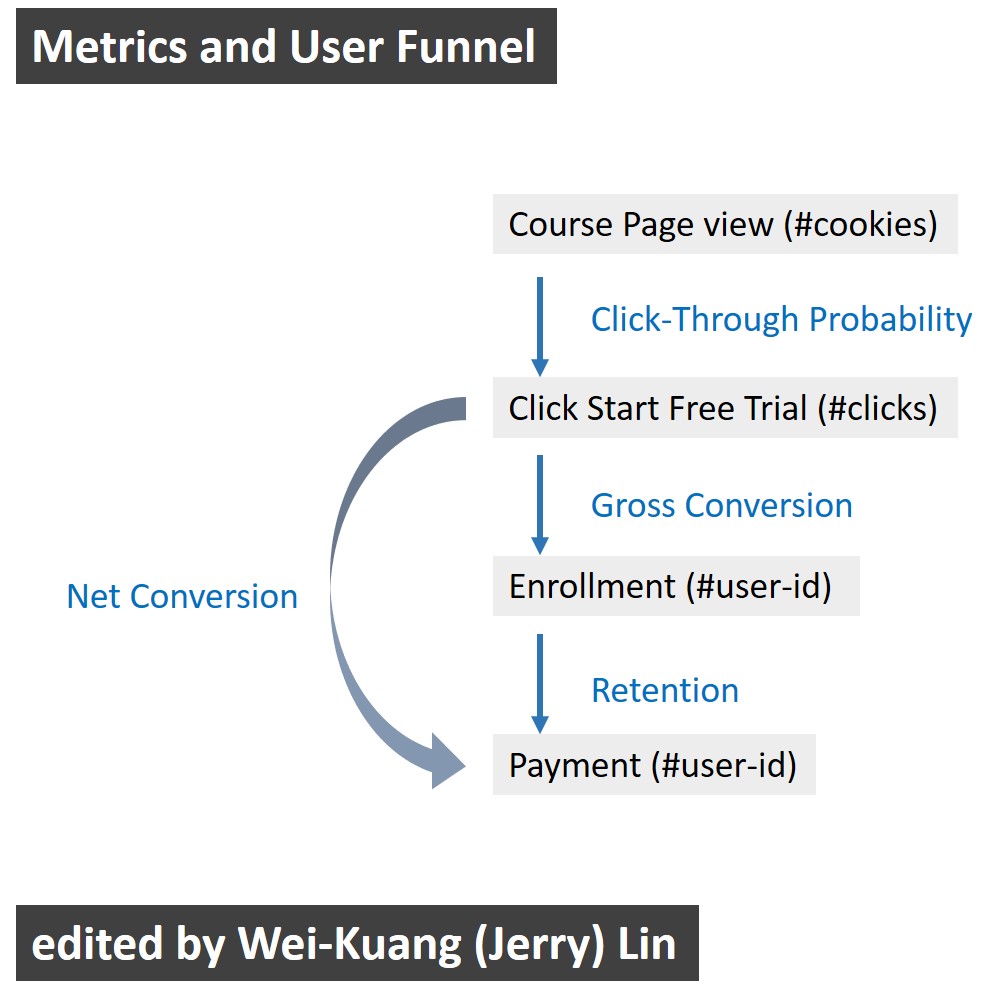 Metrics and User Funnel
Course Page view (#cookies)
Click-Through Probability
Click Start Free Trial (#clicks)
Gross Conversion
Enrollment (#user-id)
Net Conversion
Retention
Payment (#user-id)
edited by Wei-Kuang (Jerry) Lin